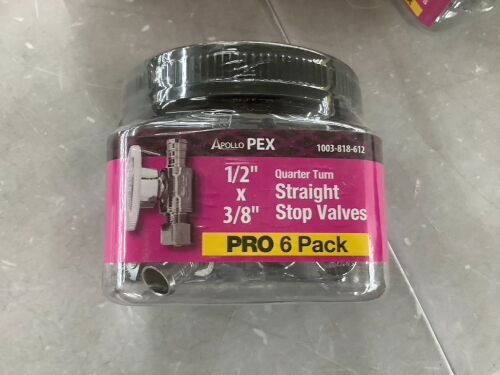 APOLLO PEX
1003-818-612
1/2"
x
3/8"
Quarter Turn
Straight
Stop Valves
PRO 6 Pack